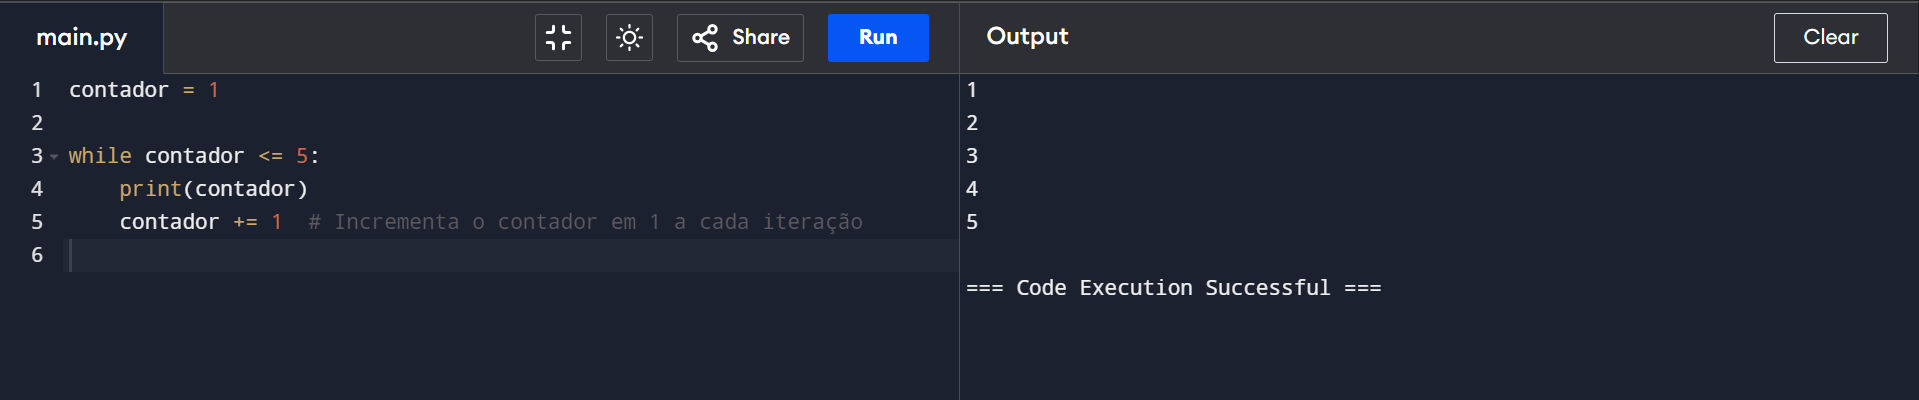 main.py
Share
Run
Output
Clear
1 contador = 1
2
3 while contador <= 5:
4     print(contador)
5     contador += 1  # Incrementa o contador em 1 a cada iteração
6
1
2
3
4
5
=== Code Execution Successful ===